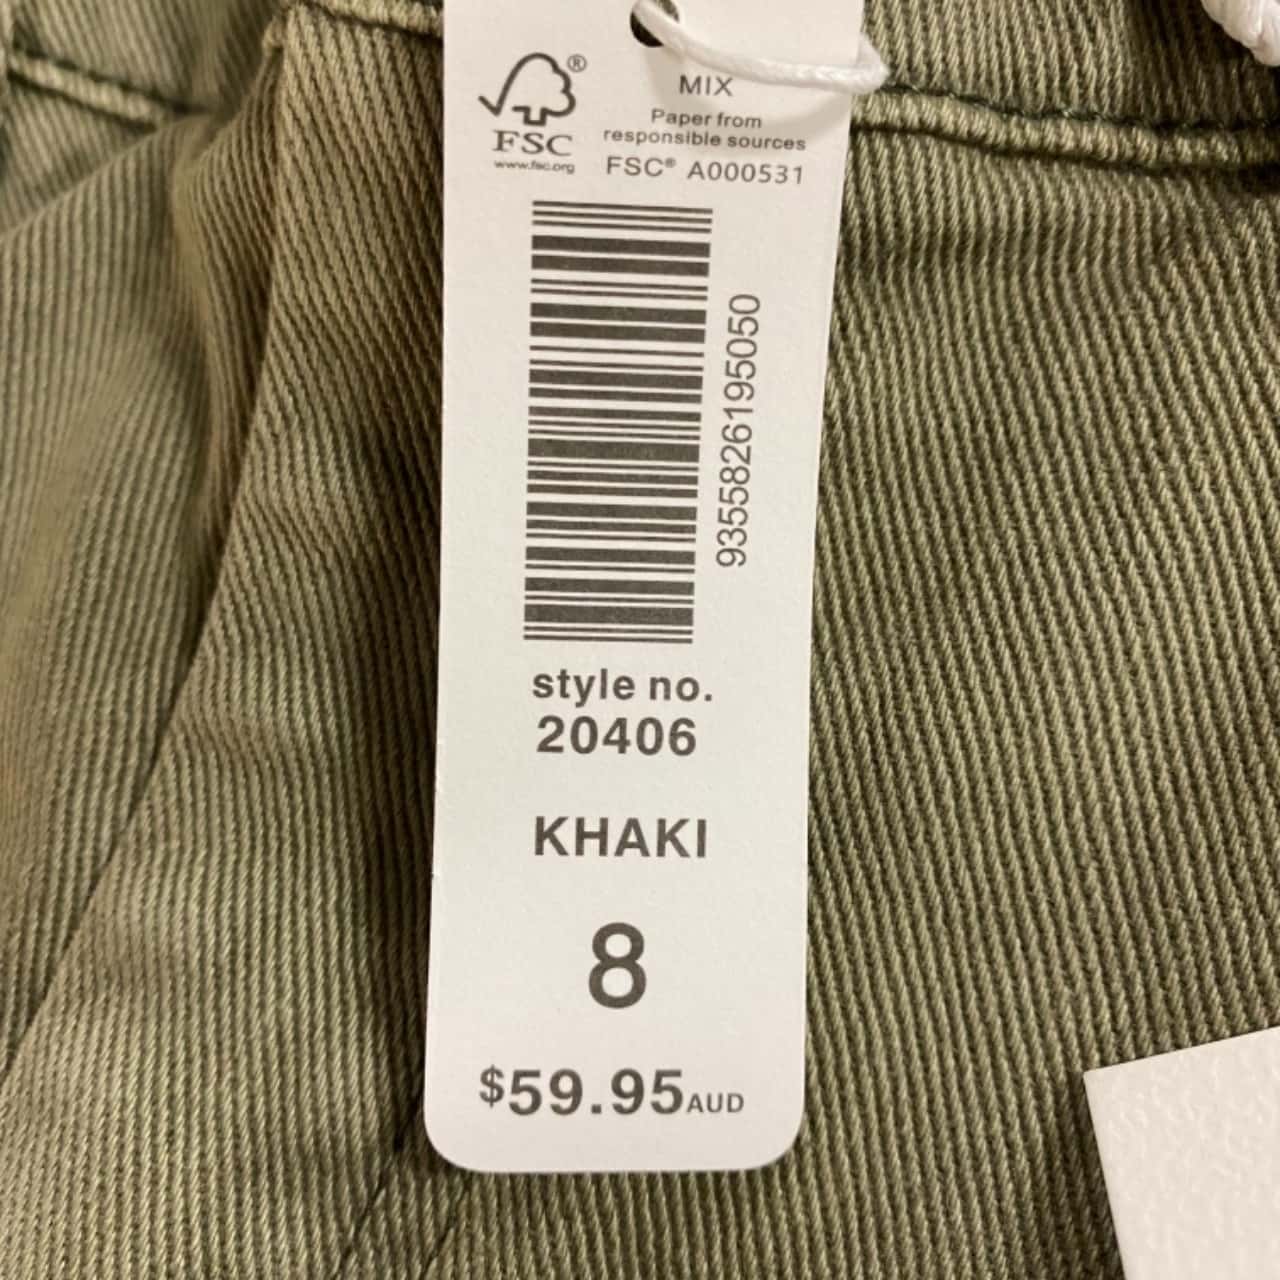 ®
FSC
www.fsc.org
MIX
Paper from
responsible sources
FSC® A000531
9355826195050
style no.
20406
KHAKI
8
$59.95AUD